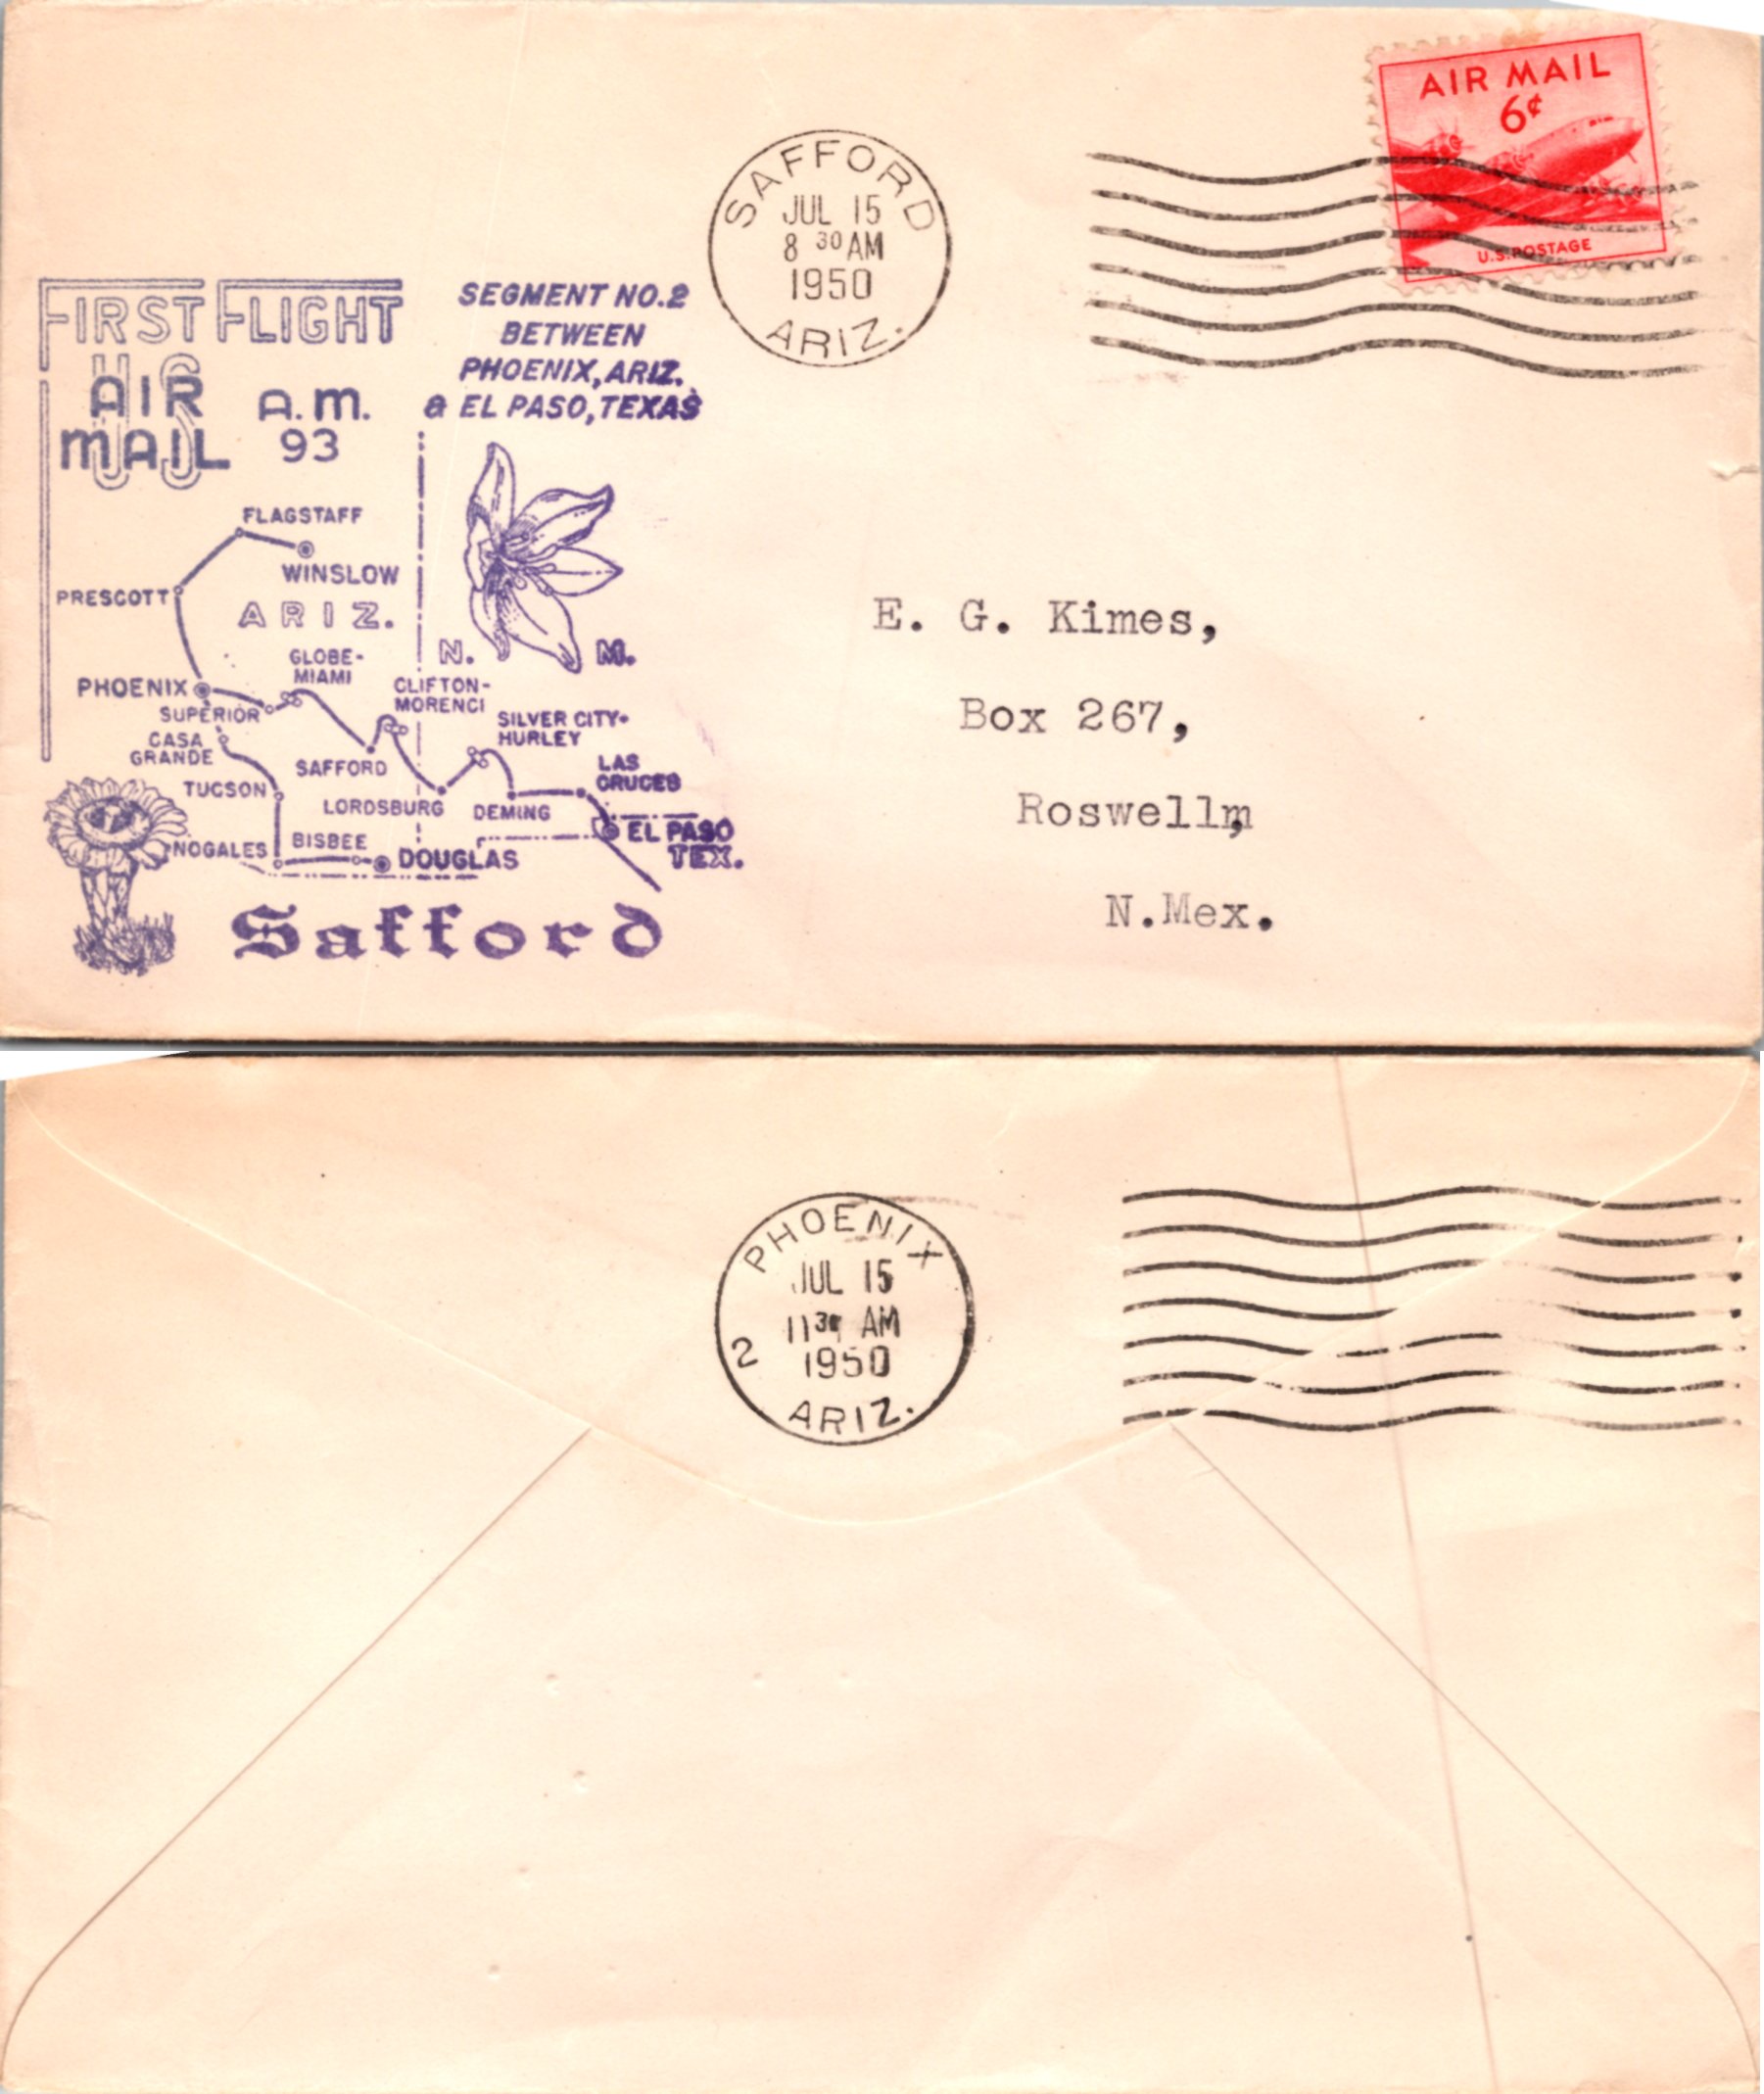 AIR MAIL
6¢
U.S. POSTAGE
SAFFORD
JUL 15
8 30 AM
1950
ARIZ.
FIRST FLIGHT
US
AIR MAIL
A.M.
93
SEGMENT NO.2
BETWEEN
PHOENIX, ARIZ.
& EL PASO, TEXAS
FLAGSTAFF
WINSLOW
PRESCOTT
ARIZ.
N. M.
GLOBE-
MIAMI
PHOENIX
CLIFTON-
MORENCI
SUPERIOR
SILVER CITY-
HURLEY
CASA
GRANDE
SAFFORD
LAS
CRUCES
TUCSON
LORDSBURG
DEMING
NOGALES
BISBEE
DOUGLAS
EL PASO
TEX.
Safford
E. G. Kimes,
Box 267,
Roswellm
N.Mex.
PHOENIX
JUL 15
11 30 AM
1950
2
ARIZ.